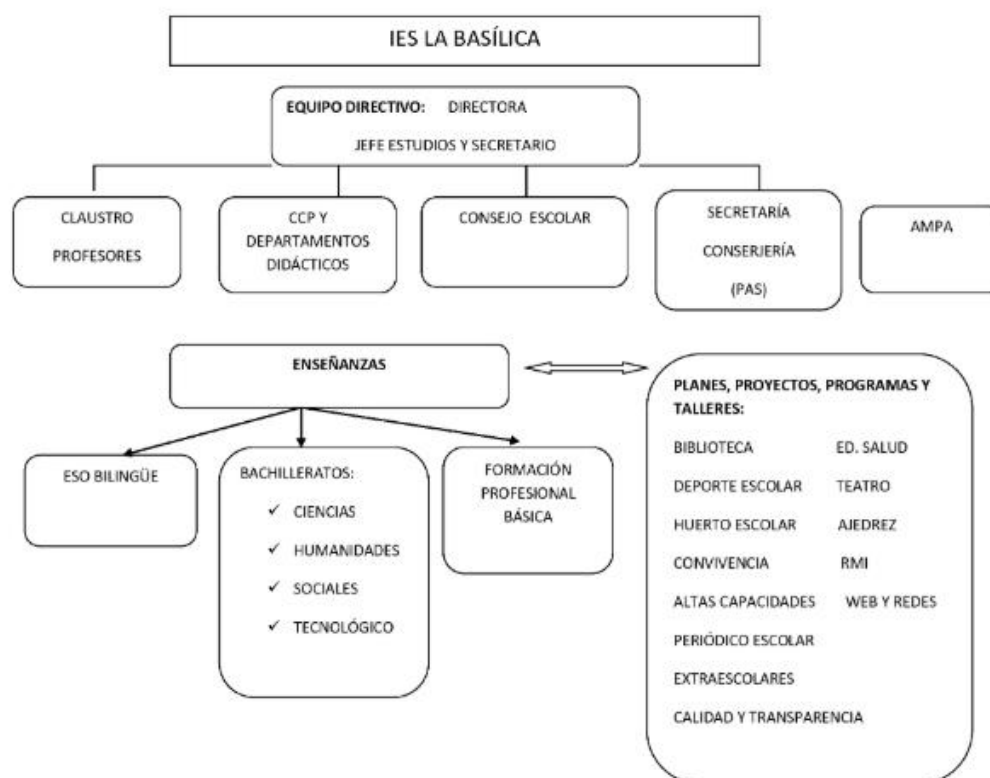 IES LA BASÍLICA
EQUIPO DIRECTIVO: DIRECTORA
JEFE ESTUDIOS Y SECRETARIO
CLAUSTRO
PROFESORES
CCP Y
DEPARTAMENTOS
DIDÁCTICOS
CONSEJO ESCOLAR
SECRETARÍA
CONSERJERÍA
(PAS)
AMPA
ENSEÑANZAS
ESO BILINGÜE
BACHILLERATOS:
✓ CIENCIAS
✓ HUMANIDADES
✓ SOCIALES
✓ TECNOLÓGICO
FORMACIÓN
PROFESIONAL
BÁSICA
PLANES, PROYECTOS, PROGRAMAS Y
TALLERES:
BIBLIOTECA ED. SALUD
DEPORTE ESCOLAR TEATRO
HUERTO ESCOLAR AJEDREZ
CONVIVENCIA RMI
ALTAS CAPACIDADES WEB Y REDES
PERIÓDICO ESCOLAR
EXTRAESCOLARES
CALIDAD Y TRANSPARENCIA